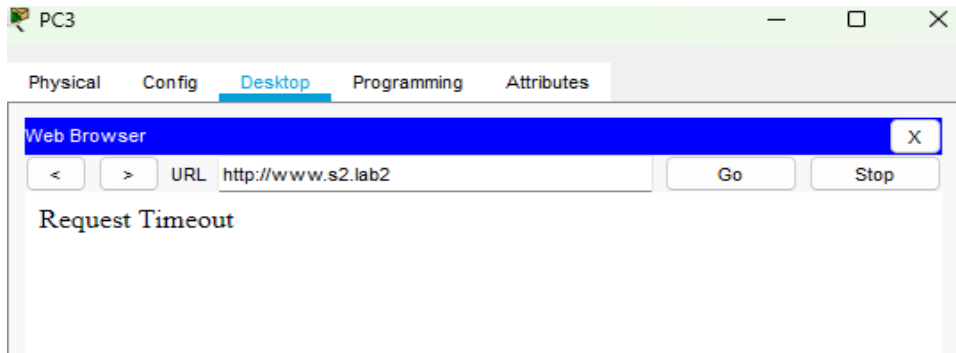 PC3
Physical Config Desktop Programming Attributes
Web Browser X
< > URL http://www.s2.lab2 Go Stop
Request Timeout